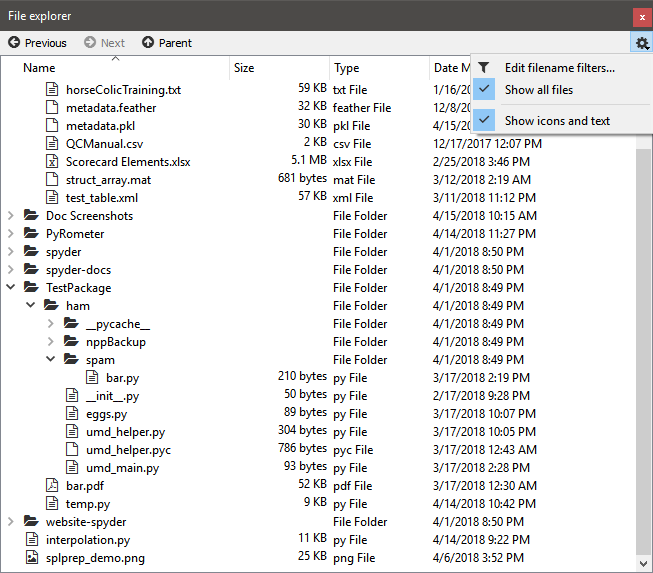 File explorer
Previous Next Parent
Name Size Type Date M
Edit filename filters...
Show all files
Show icons and text
horseColicTraining.txt 59 KB txt File 1/16/20
metadata.feather 32 KB feather File 12/8/20
metadata.pkl 30 KB pkl File 4/15/20
QCManual.csv 2 KB csv File 12/17/2017 12:07 PM
Scorecard Elements.xlsx 5.1 MB xlsx File 2/25/2018 3:46 PM
struct_array.mat 681 bytes mat File 3/12/2018 2:19 AM
test_table.xml 57 KB xml File 3/11/2018 11:12 PM
Doc Screenshots File Folder 4/15/2018 10:15 AM
PyRometer File Folder 4/14/2018 11:27 PM
spyder File Folder 4/1/2018 8:50 PM
spyder-docs File Folder 4/1/2018 8:50 PM
TestPackage File Folder 4/1/2018 8:49 PM
ham File Folder 4/1/2018 8:49 PM
__pycache__ File Folder 4/1/2018 8:49 PM
nppBackup File Folder 4/1/2018 8:49 PM
spam File Folder 4/1/2018 8:49 PM
bar.py 210 bytes py File 3/17/2018 2:19 PM
__init__.py 50 bytes py File 2/17/2018 9:28 PM
eggs.py 89 bytes py File 3/17/2018 10:07 PM
umd_helper.py 304 bytes py File 3/17/2018 10:05 PM
umd_helper.pyc 786 bytes pyc File 3/17/2018 12:43 AM
umd_main.py 93 bytes py File 3/17/2018 2:28 PM
bar.pdf 52 KB pdf File 3/17/2018 12:30 AM
temp.py 9 KB py File 4/14/2018 10:42 PM
website-spyder File Folder 4/1/2018 8:50 PM
interpolation.py 11 KB py File 4/14/2018 9:22 PM
splprep_demo.png 25 KB png File 4/6/2018 3:52 PM